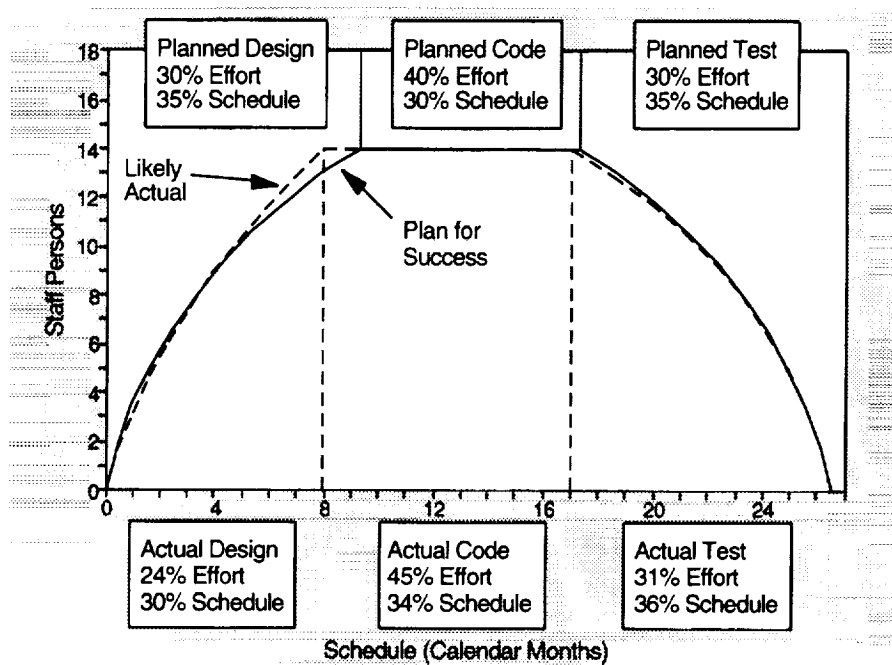 Planned Design
30% Effort
35% Schedule
Planned Code
40% Effort
30% Schedule
Planned Test
30% Effort
35% Schedule
18
16
14
12
10
8
6
4
2
0
Staff Persons
Likely
Actual
Plan for
Success
0
4
8
12
16
20
24
Actual Design
24% Effort
30% Schedule
Actual Code
45% Effort
34% Schedule
Actual Test
31% Effort
36% Schedule
Schedule (Calendar Months)